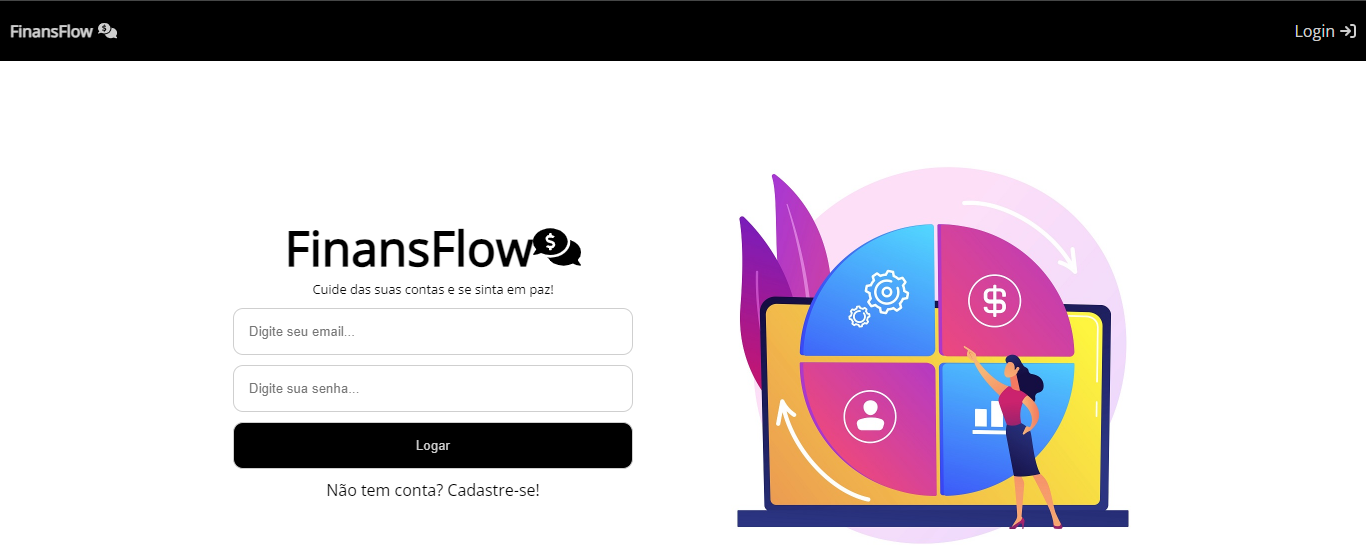 FinansFlow
Login
FinansFlow
Cuide das suas contas e se sinta em paz!
Digite seu email...
Digite sua senha...
Logar
Não tem conta? Cadastre-se!